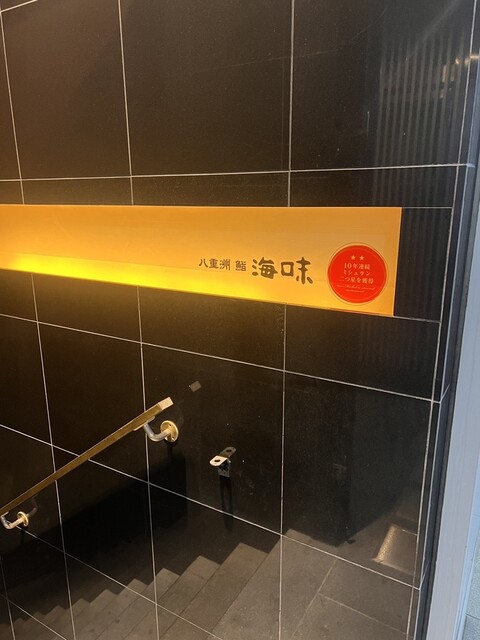 八重洲 鮨 海味
10年連続
ミシュラン
二つ星を獲得